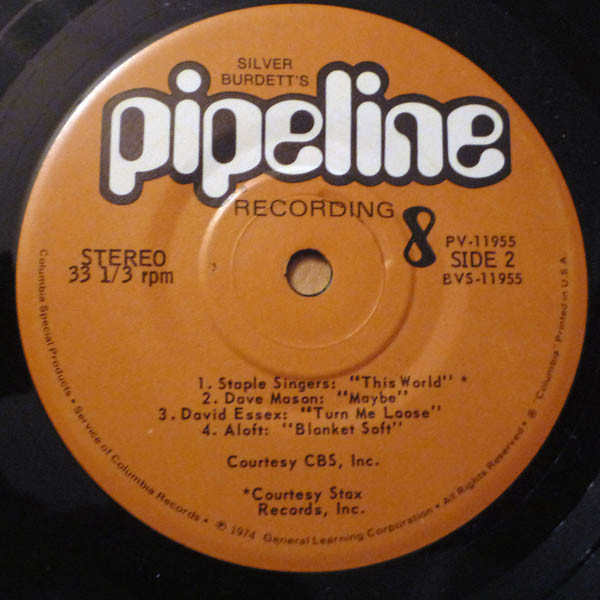 SILVER
BURDETT'S
pipeline
RECORDING 8
STEREO
33 1/3 rpm
PV-11955
SIDE 2
BVS-11955
1. Staple Singers: "This World" *
2. Dave Mason: "Maybe"
3. David Essex: "Turn Me Loose"
4. Aloft: "Blanket Soft"
Courtesy CBS, Inc.
*Courtesy Stax
Records, Inc.
Columbia Special Products • Service of Columbia Records • ℗ 1974 General Learning Corporation • All Rights Reserved • ® "Columbia" Printed in U.S.A.